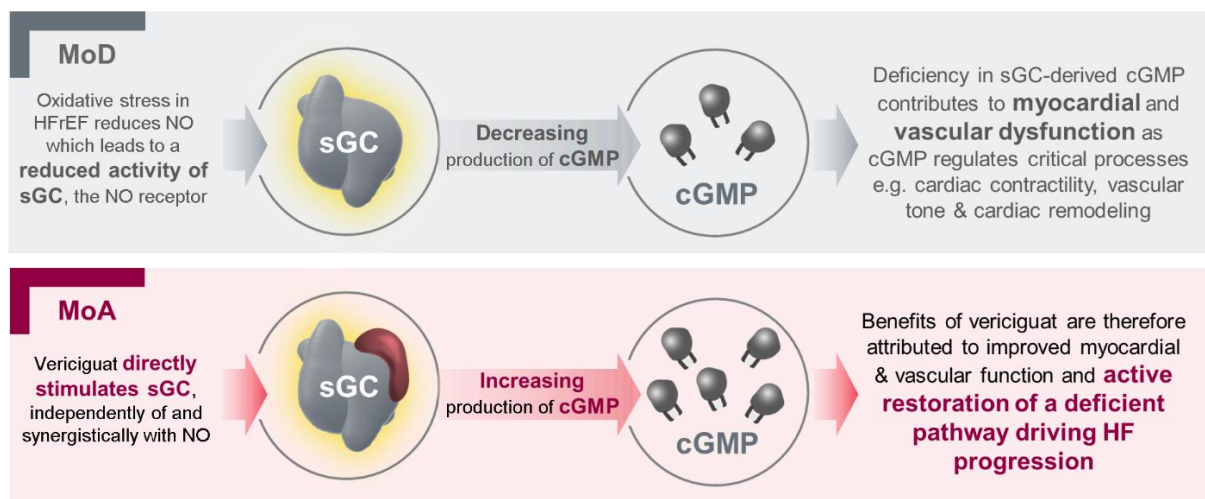 MoD
Oxidative stress in
HFrEF reduces NO
which leads to a
reduced activity of
sGC, the NO receptor
sGC
Decreasing
production of cGMP
cGMP
Deficiency in sGC-derived cGMP
contributes to myocardial and
vascular dysfunction as
cGMP regulates critical processes
e.g. cardiac contractility, vascular
tone & cardiac remodeling
MoA
Vericiguat directly
stimulates sGC,
independently of and
synergistically with NO
sGC
Increasing
production of cGMP
cGMP
Benefits of vericiguat are therefore
attributed to improved myocardial
& vascular function and active
restoration of a deficient
pathway driving HF
progression